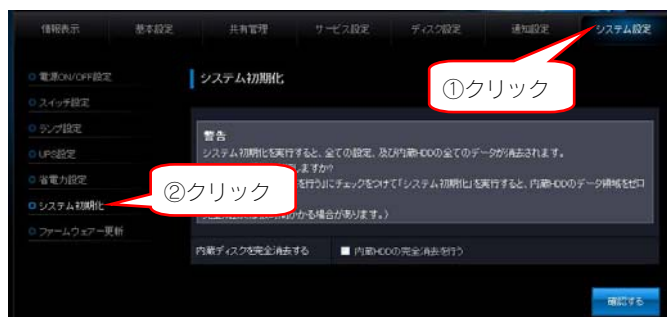 情報表示 基本設定 共有管理 サービス設定 ディスク設定 通知設定 システム設定
①クリック
電源ON/OFF設定
システム初期化
スイッチ設定
ランプ設定
警告
システム初期化を実行すると、全ての設定、及び内蔵HDDの全てのデータが消去されます。
UPS設定
しますか?
省電力設定
を行う」にチェックをつけて「システム初期化」を実行すると、内蔵HDDのデータ領域をゼロ
②クリック
システム初期化
かかる場合があります。)
ファームウェアー更新
内蔵ディスクを完全消去する 内蔵HDDの完全消去を行う
確認する